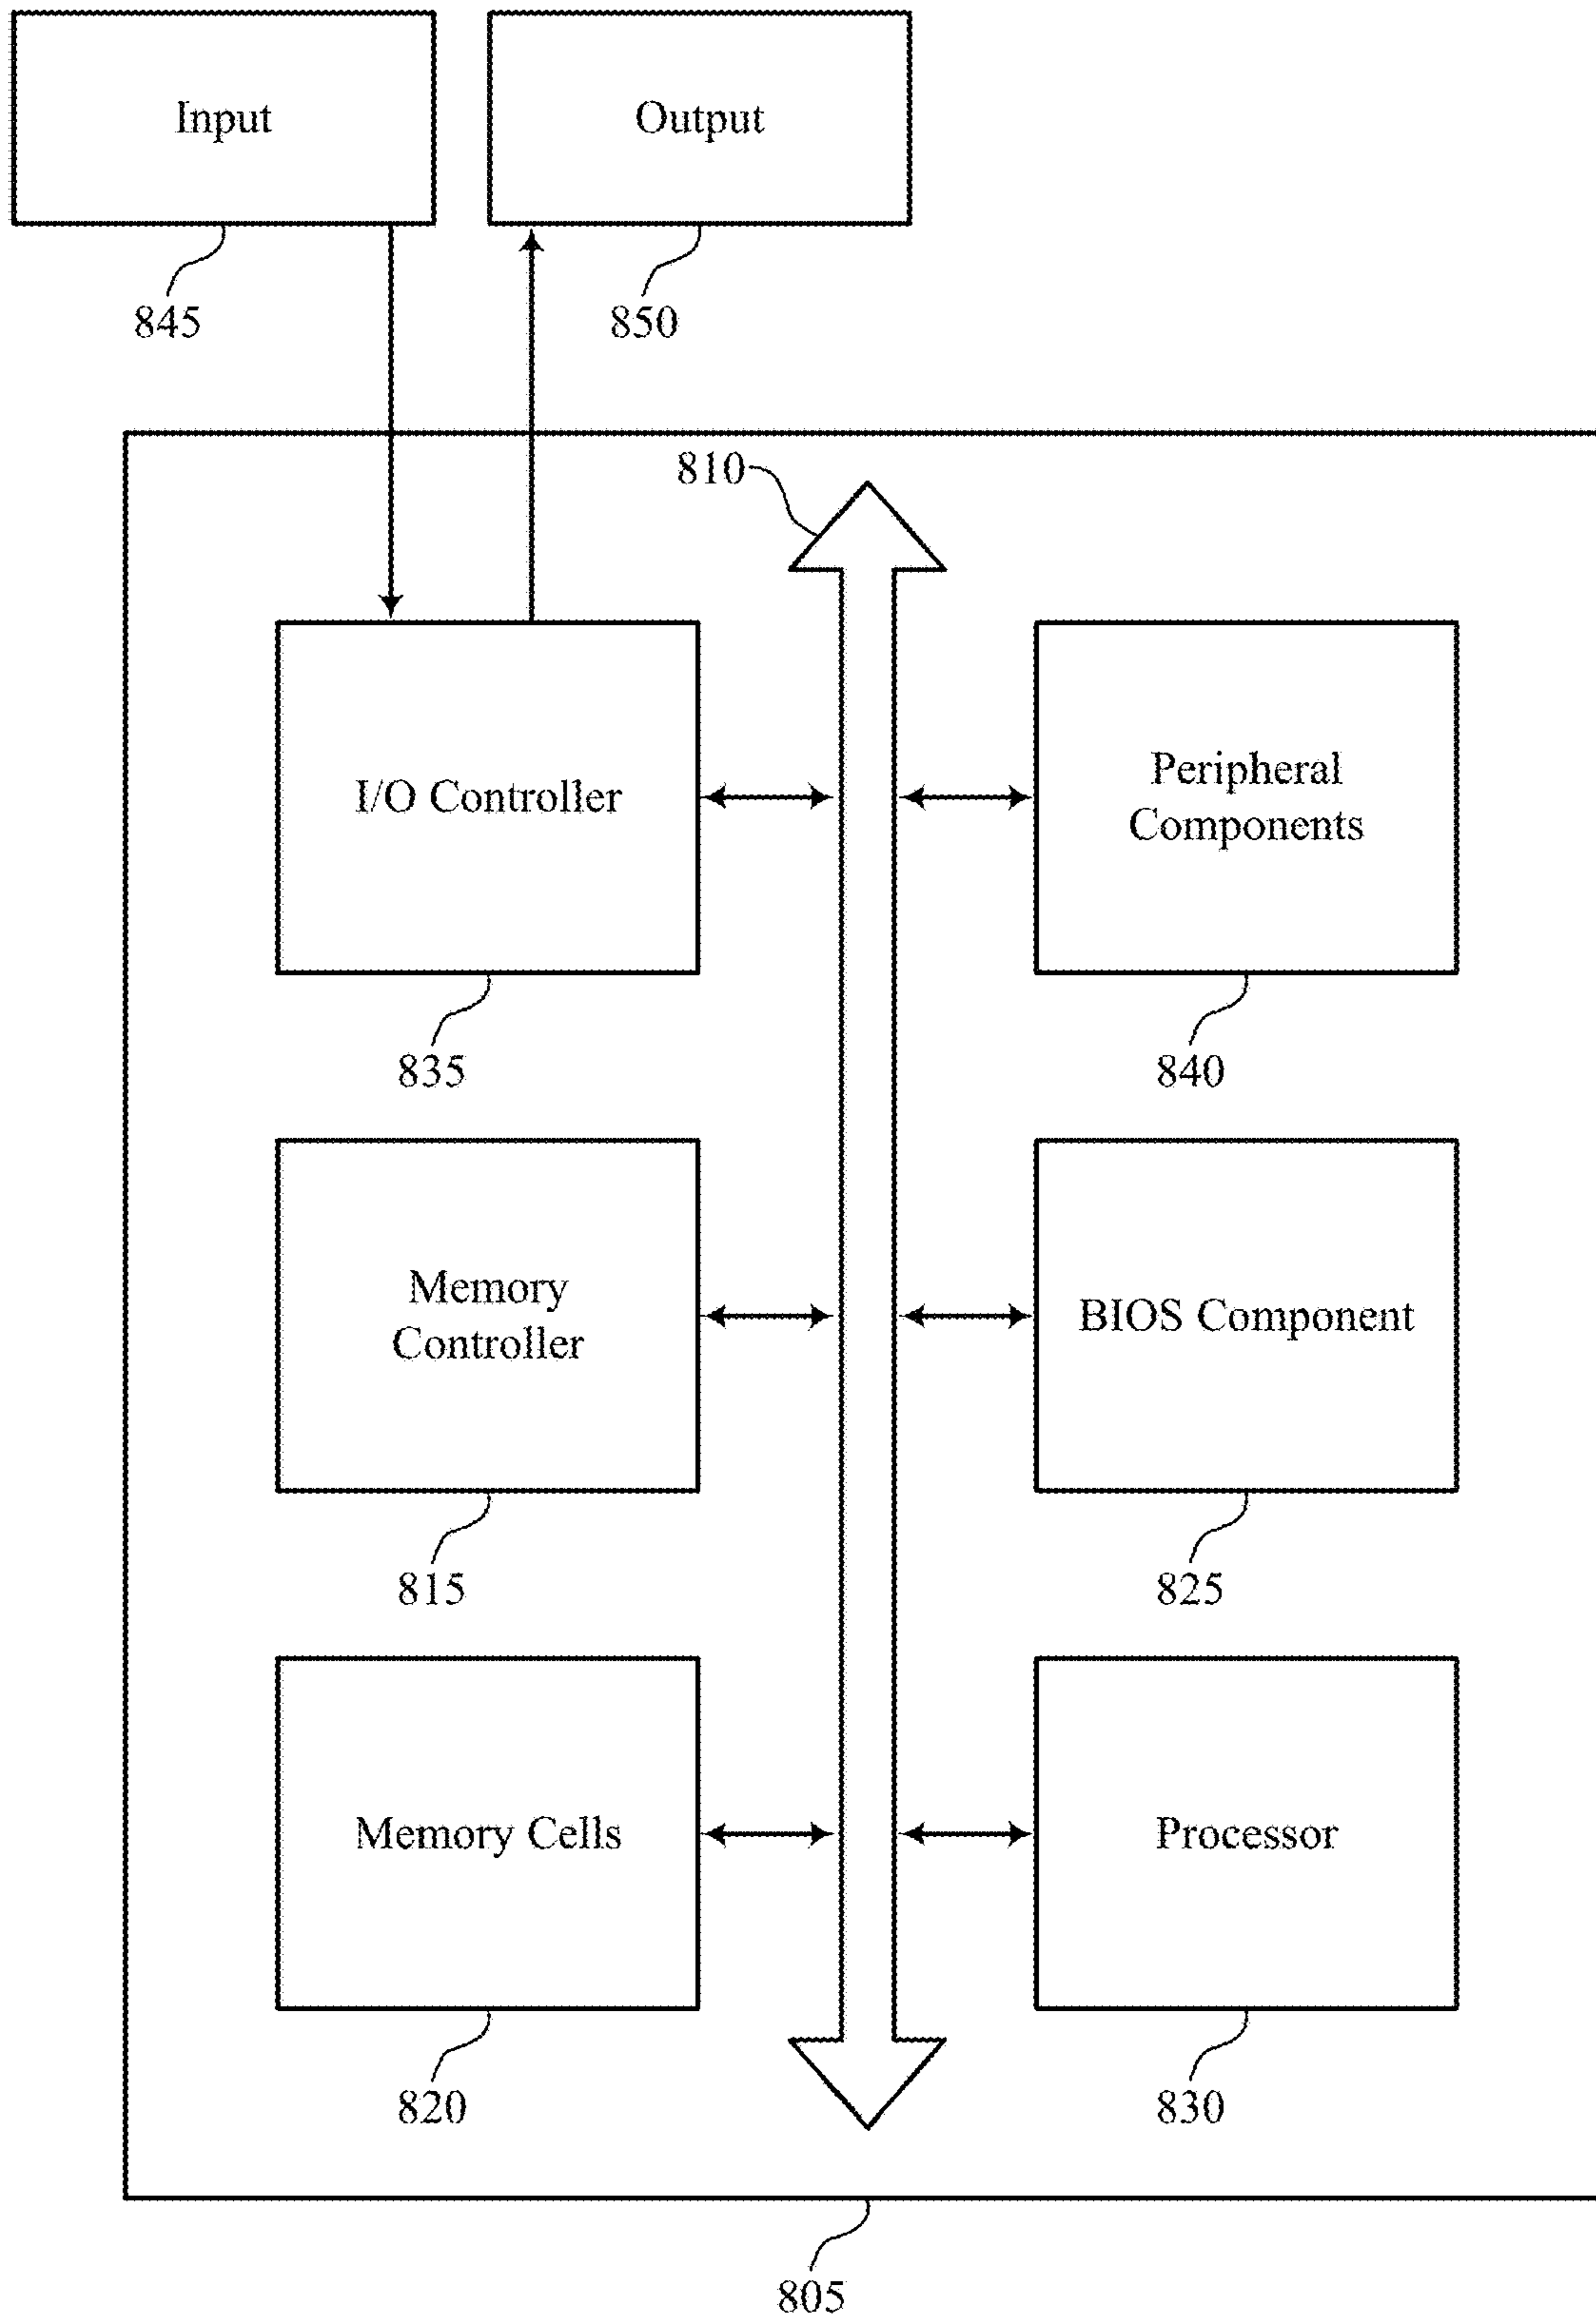 Input
Output
845
850
810
I/O Controller
Peripheral
Components
835
840
Memory
Controller
BIOS Component
815
825
Memory Cells
Processor
820
830
805